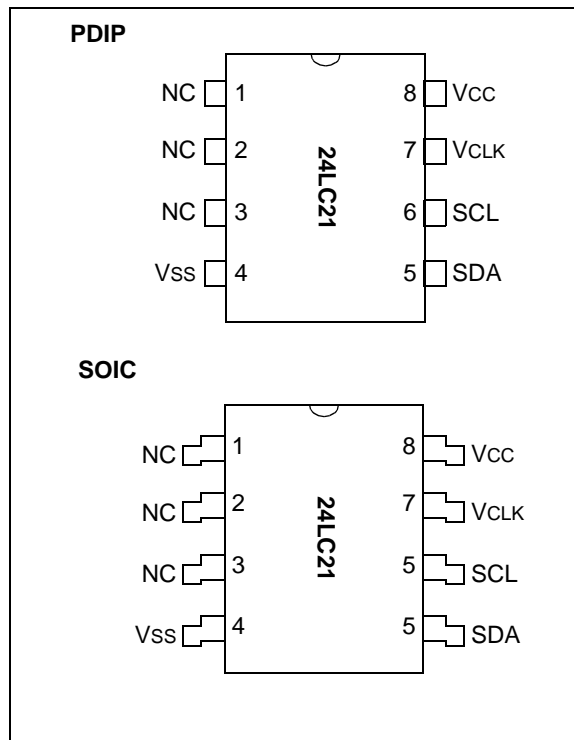 PDIP
NC 1 8 VCC
NC 2 7 VCLK
NC 3 6 SCL
VSS 4 5 SDA
24LC21
SOIC
NC 1 8 VCC
NC 2 7 VCLK
NC 3 5 SCL
VSS 4 5 SDA
24LC21